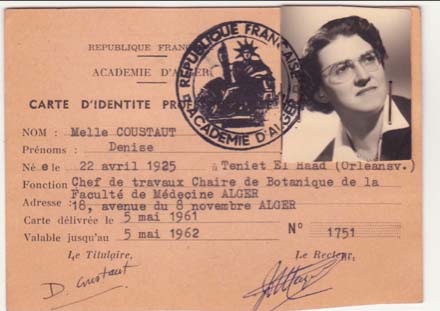 REPUBLIQUE FRANÇAISE
ACADEMIE D'ALGER
REPUBLIQUE FRANÇAISE
ACADEMIE D'ALGER
CARTE D'IDENTITE
NOM : Melle COUSTAUT
Prénoms : Denise
Née le 22 avril 1925 à Teniet El Haad (Orléansv.)
Fonction Chef de travaux Chaire de Botanique de la
Faculté de Médecine ALGER
Adresse : 18, avenue du 8 novembre ALGER
Carte délivrée le 5 mai 1961
Valable jusqu'au 5 mai 1962 N° 1751
Le Titulaire, Le Recteur,
D. Coustaut